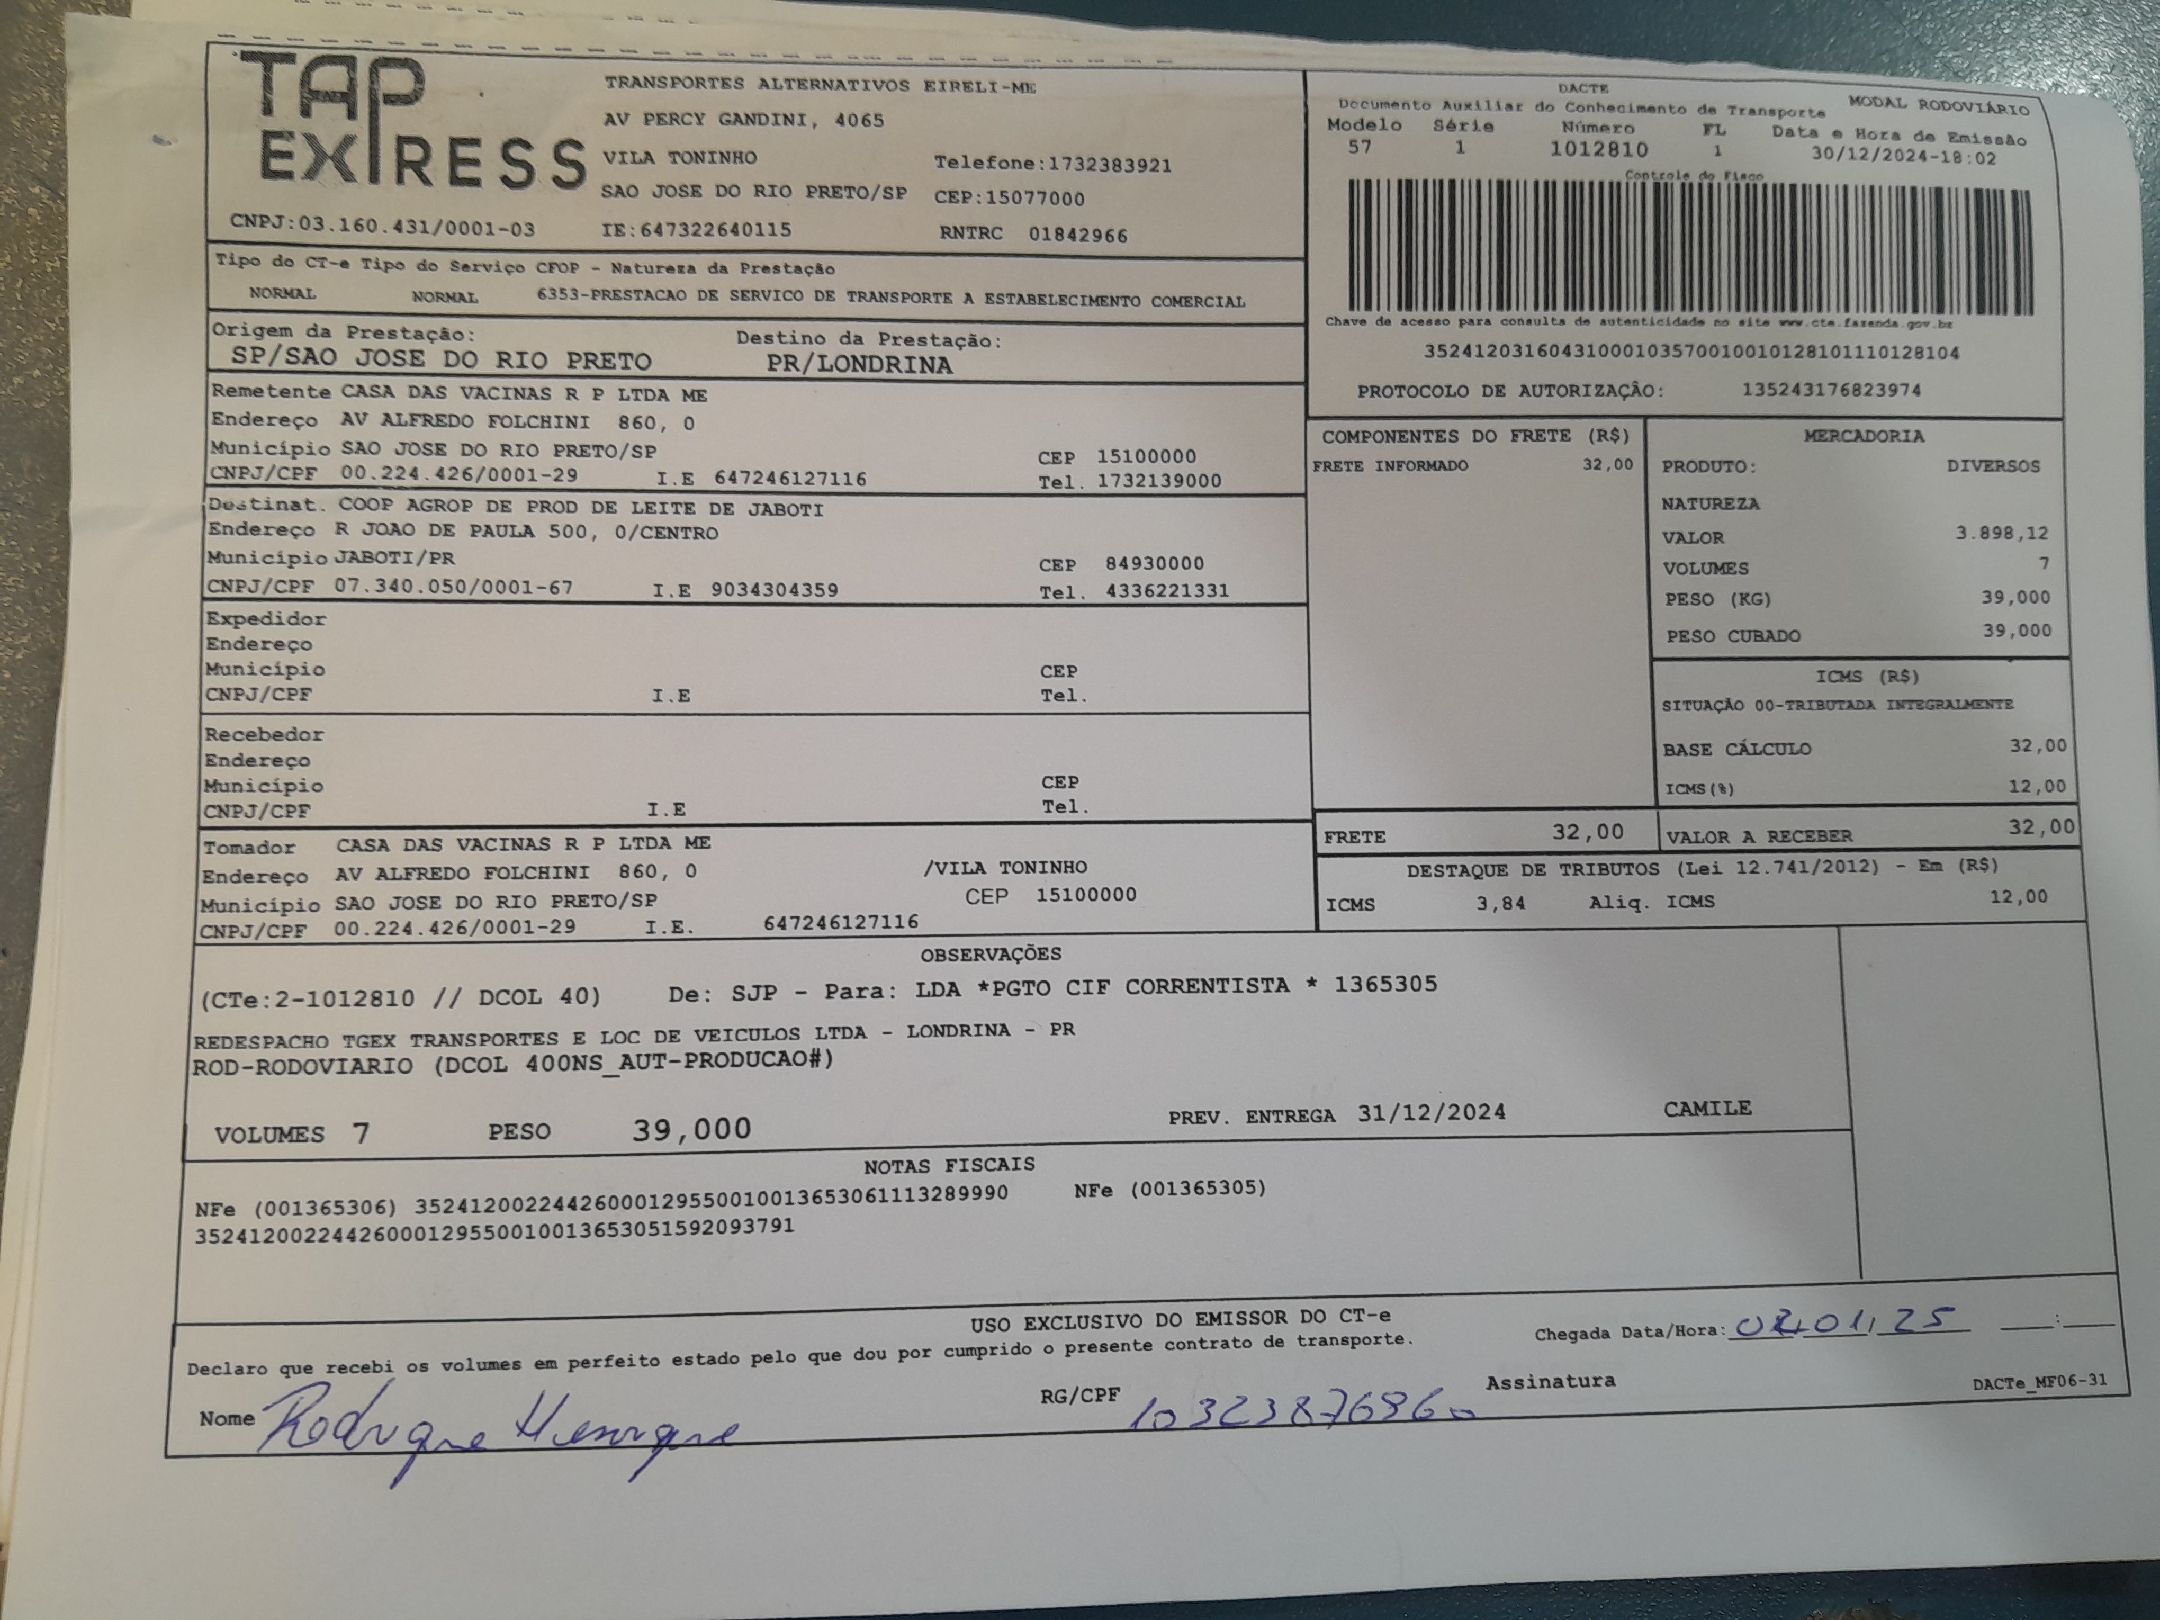 TAP EXPRESS
TRANSPORTES ALTERNATIVOS EIRELI-ME
AV PERCY GANDINI, 4065
VILA TONINHO Telefone:1732383921
SAO JOSE DO RIO PRETO/SP CEP:15077000
CNPJ:03.160.431/0001-03 IE:647322640115 RNTRC 01842966
DACTE
Documento Auxiliar do Conhecimento de Transporte MODAL RODOVIÁRIO
Modelo Série Número FL Data e Hora de Emissão
57 1 1012810 1 30/12/2024-18:02
Controle do Fisco
Chave de acesso para consulta de autenticidade no site www.cte.fazenda.gov.br
35241203160431000103570010010128101110128104
PROTOCOLO DE AUTORIZAÇÃO: 135243176823974
Tipo do CT-e Tipo do Serviço CFOP - Natureza da Prestação
NORMAL NORMAL 6353-PRESTACAO DE SERVICO DE TRANSPORTE A ESTABELECIMENTO COMERCIAL
Origem da Prestação: Destino da Prestação:
SP/SAO JOSE DO RIO PRETO PR/LONDRINA
Remetente CASA DAS VACINAS R P LTDA ME
Endereço AV ALFREDO FOLCHINI 860, 0
Município SAO JOSE DO RIO PRETO/SP CEP 15100000
CNPJ/CPF 00.224.426/0001-29 I.E 647246127116 Tel. 1732139000
Destinat. COOP AGROP DE PROD DE LEITE DE JABOTI
Endereço R JOAO DE PAULA 500, 0/CENTRO
Município JABOTI/PR CEP 84930000
CNPJ/CPF 07.340.050/0001-67 I.E 9034304359 Tel. 4336221331
Expedidor
Endereço
Município CEP
CNPJ/CPF I.E Tel.
Recebedor
Endereço
Município CEP
CNPJ/CPF I.E Tel.
Tomador CASA DAS VACINAS R P LTDA ME
Endereço AV ALFREDO FOLCHINI 860, 0 /VILA TONINHO
Município SAO JOSE DO RIO PRETO/SP CEP 15100000
CNPJ/CPF 00.224.426/0001-29 I.E. 647246127116
COMPONENTES DO FRETE (R$)
FRETE INFORMADO 32,00
MERCADORIA
PRODUTO: DIVERSOS
NATUREZA
VALOR 3.898,12
VOLUMES 7
PESO (KG) 39,000
PESO CUBADO 39,000
ICMS (R$)
SITUAÇÃO 00-TRIBUTADA INTEGRALMENTE
BASE CÁLCULO 32,00
ICMS(%) 12,00
FRETE 32,00 VALOR A RECEBER 32,00
DESTAQUE DE TRIBUTOS (Lei 12.741/2012) - Em (R$)
ICMS 3,84 Aliq. ICMS 12,00
OBSERVAÇÕES
(CTe:2-1012810 // DCOL 40) De: SJP - Para: LDA *PGTO CIF CORRENTISTA * 1365305
REDESPACHO TGEX TRANSPORTES E LOC DE VEICULOS LTDA - LONDRINA - PR
ROD-RODOVIARIO (DCOL 400NS_AUT-PRODUCAO#)
VOLUMES 7 PESO 39,000 PREV. ENTREGA 31/12/2024 CAMILE
NOTAS FISCAIS
NFe (001365306) 35241200224426000129550010013653061113289990 NFe (001365305)
35241200224426000129550010013653051592093791
USO EXCLUSIVO DO EMISSOR DO CT-e
Declaro que recebi os volumes em perfeito estado pelo que dou por cumprido o presente contrato de transporte.
Chegada Data/Hora: 02,01,25 :
Nome Rodrigue Henrique RG/CPF Assinatura DACTe_MF06-31